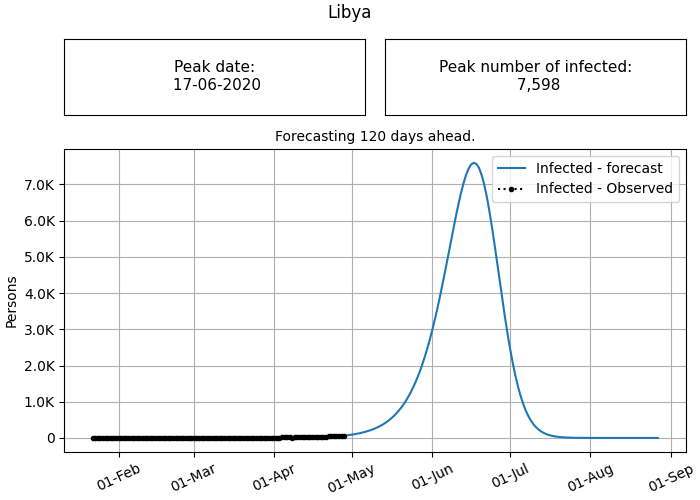 Libya
Peak date:
17-06-2020
Peak number of infected:
7,598
Forecasting 120 days ahead.
Infected - forecast
Infected - Observed
Persons
7.0K
6.0K
5.0K
4.0K
3.0K
2.0K
1.0K
0
01-Feb
01-Mar
01-Apr
01-May
01-Jun
01-Jul
01-Aug
01-Sep